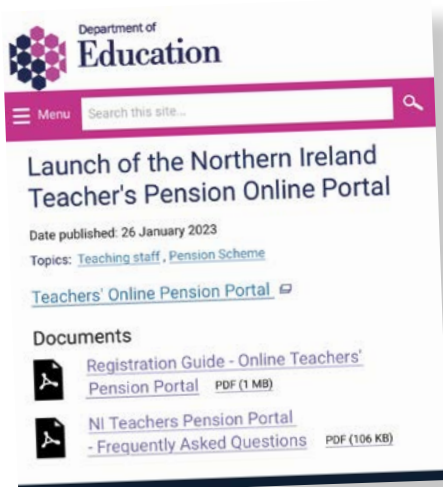 Department of
Education
Menu
Search this site...
Launch of the Northern Ireland
Teacher's Pension Online Portal
Date published: 26 January 2023
Topics: Teaching staff , Pension Scheme
Teachers' Online Pension Portal
Documents
Registration Guide - Online Teachers'
Pension Portal PDF (1 MB)
NI Teachers Pension Portal
- Frequently Asked Questions PDF (106 KB)